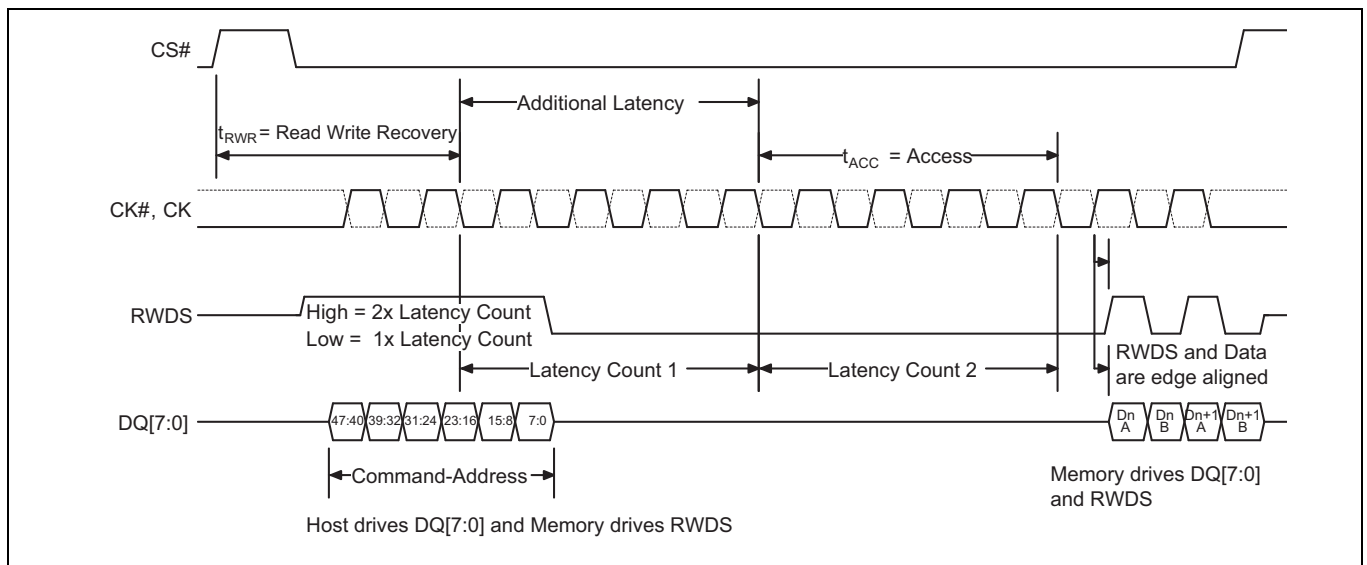 CS#
Additional Latency
tRWR = Read Write Recovery
tACC = Access
CK#, CK
RWDS
High = 2x Latency Count
Low = 1x Latency Count
Latency Count 1
Latency Count 2
RWDS and Data
are edge aligned
DQ[7:0]
47:40 39:32 31:24 23:16 15:8 7:0
Dn A
Dn B
Dn+1 A
Dn+1 B
Command-Address
Memory drives DQ[7:0]
and RWDS
Host drives DQ[7:0] and Memory drives RWDS